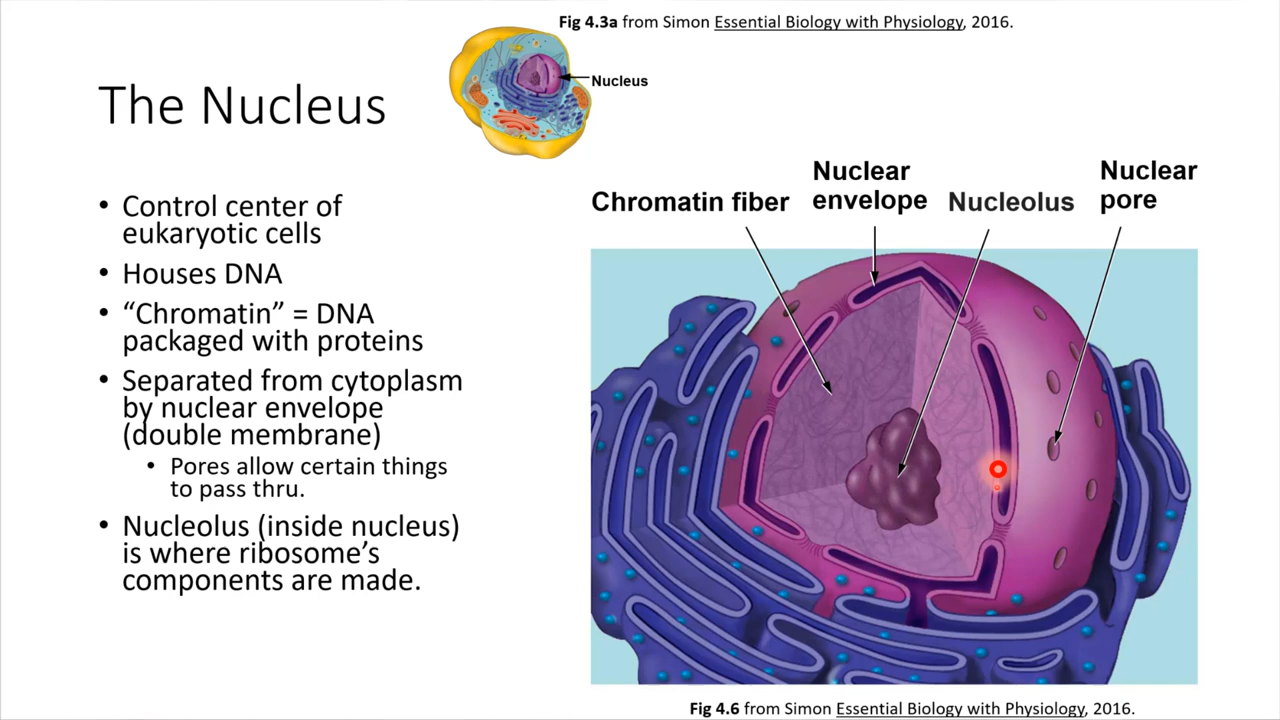 Fig 4.3a from Simon Essential Biology with Physiology, 2016.
Nucleus
The Nucleus
• Control center of
eukaryotic cells
• Houses DNA
• “Chromatin” = DNA
packaged with proteins
• Separated from cytoplasm
by nuclear envelope
(double membrane)
• Pores allow certain things
to pass thru.
• Nucleolus (inside nucleus)
is where ribosome’s
components are made.
Chromatin fiber
Nuclear
envelope
Nucleolus
Nuclear
pore
Fig 4.6 from Simon Essential Biology with Physiology, 2016.